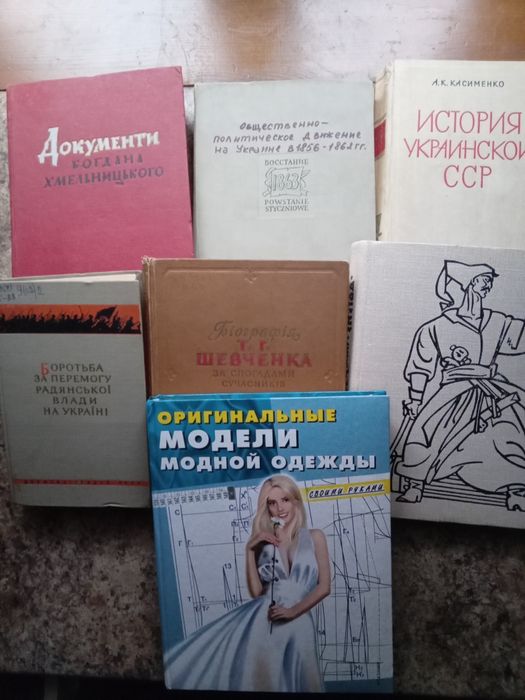 Документи
БОГДАНА
ХМЕЛЬНИЦЬКОГО
Общественно-
политическое движение
на Украине в 1856-1862 гг.
ВОССТАНИЕ
1863
POWSTANIE
STYCZNIOWE
А. К. КАСИМЕНКО
ИСТОРИЯ
УКРАИНСКОЙ
ССР
БОРОТЬБА
ЗА ПЕРЕМОГУ
РАДЯНСЬКОЇ
ВЛАДИ
НА УКРАЇНІ
Біографія
Т. Г.
ШЕВЧЕНКА
ЗА СПОГАДАМИ
СУЧАСНИКІВ
ОРИГИНАЛЬНЫЕ
МОДЕЛИ
МОДНОЙ ОДЕЖДЫ
СВОИМИ РУКАМИ